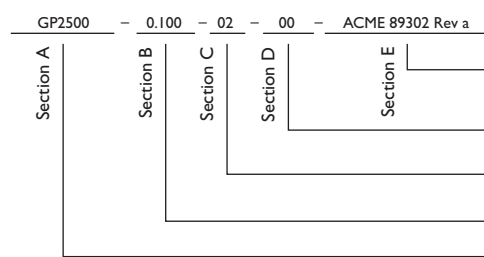 GP2500 – 0.100 – 02 – 00 – ACME 89302 Rev a
Section A
Section B
Section C
Section D
Section E